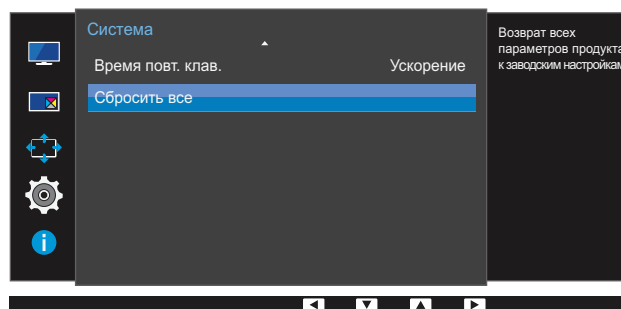 Система
Время повт. клав. Ускорение
Сбросить все
Возврат всех
параметров продукта
к заводским настройкам